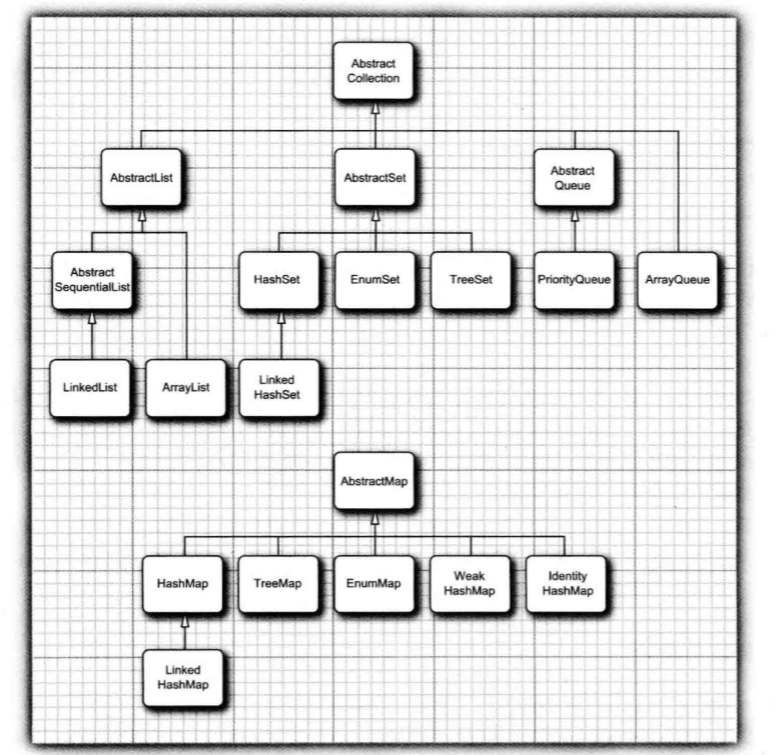 Abstract
Collection
AbstractList
AbstractSet
Abstract
Queue
Abstract
SequentialList
HashSet
EnumSet
TreeSet
PriorityQueue
ArrayQueue
LinkedList
ArrayList
Linked
HashSet
AbstractMap
HashMap
TreeMap
EnumMap
Weak
HashMap
Identity
HashMap
Linked
HashMap